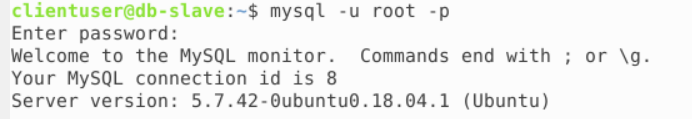 clientuser@db-slave:~$ mysql -u root -p
Enter password:
Welcome to the MySQL monitor.  Commands end with ; or \g.
Your MySQL connection id is 8
Server version: 5.7.42-0ubuntu0.18.04.1 (Ubuntu)